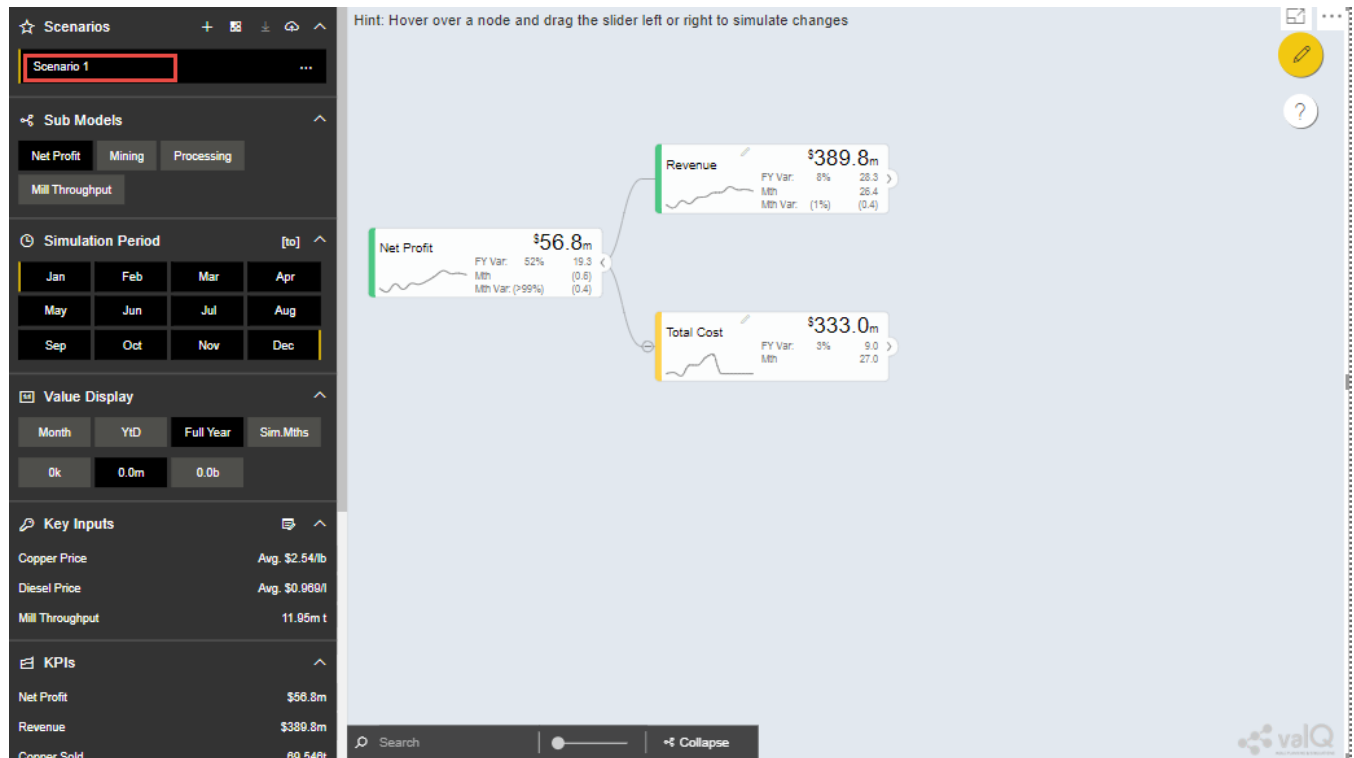 Scenarios
Scenario 1
Sub Models
Net Profit Mining Processing
Mill Throughput
Simulation Period [to]
Jan Feb Mar Apr
May Jun Jul Aug
Sep Oct Nov Dec
Value Display
Month YtD Full Year Sim.Mths
0k 0.0m 0.0b
Key Inputs
Copper Price Avg. $2.54/lb
Diesel Price Avg. $0.969/l
Mill Throughput 11.95m t
KPIs
Net Profit $56.8m
Revenue $389.8m
Copper Sold 69,546t
Hint: Hover over a node and drag the slider left or right to simulate changes
?
Net Profit $56.8m
FY Var: 52% 19.3
Mth (0.6)
Mth Var: (>99%) (0.4)
Revenue $389.8m
FY Var: 8% 28.3
Mth 26.4
Mth Var: (1%) (0.4)
Total Cost $333.0m
FY Var: 3% 9.0
Mth 27.0
Search Collapse
valQ